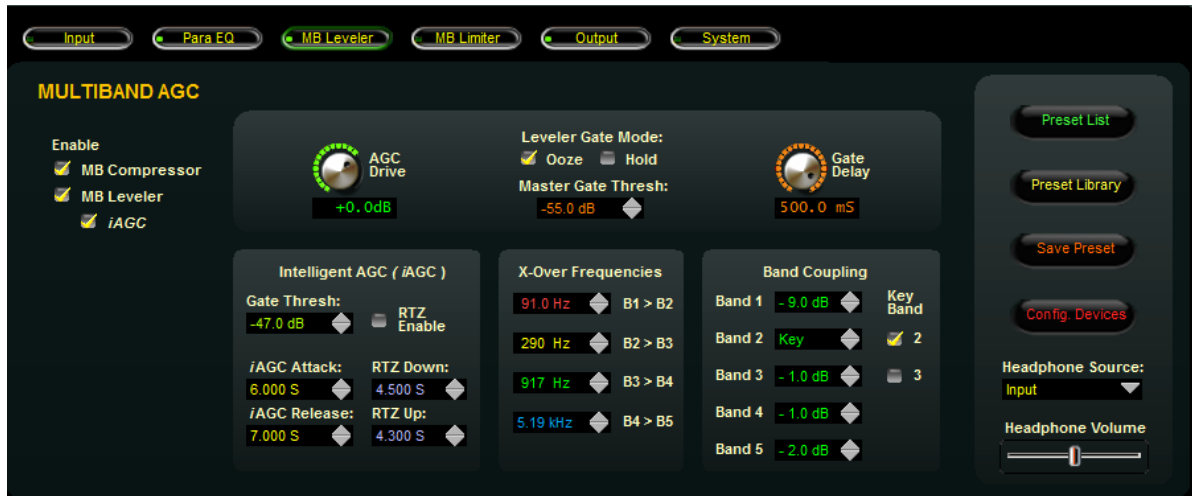 Input Para EQ MB Leveler MB Limiter Output System
MULTIBAND AGC
Enable
MB Compressor
MB Leveler
iAGC
AGC Drive
+0.0dB
Leveler Gate Mode:
Ooze Hold
Master Gate Thresh:
-55.0 dB
Gate Delay
500.0 mS
Intelligent AGC ( iAGC )
Gate Thresh:
-47.0 dB
RTZ
Enable
iAGC Attack: RTZ Down:
6.000 S 4.500 S
iAGC Release: RTZ Up:
7.000 S 4.300 S
X-Over Frequencies
91.0 Hz B1 > B2
290 Hz B2 > B3
917 Hz B3 > B4
5.19 kHz B4 > B5
Band Coupling
Key
Band
Band 1 - 9.0 dB
Band 2 Key 2
Band 3 - 1.0 dB 3
Band 4 - 1.0 dB
Band 5 - 2.0 dB
Preset List
Preset Library
Save Preset
Config. Devices
Headphone Source:
Input
Headphone Volume